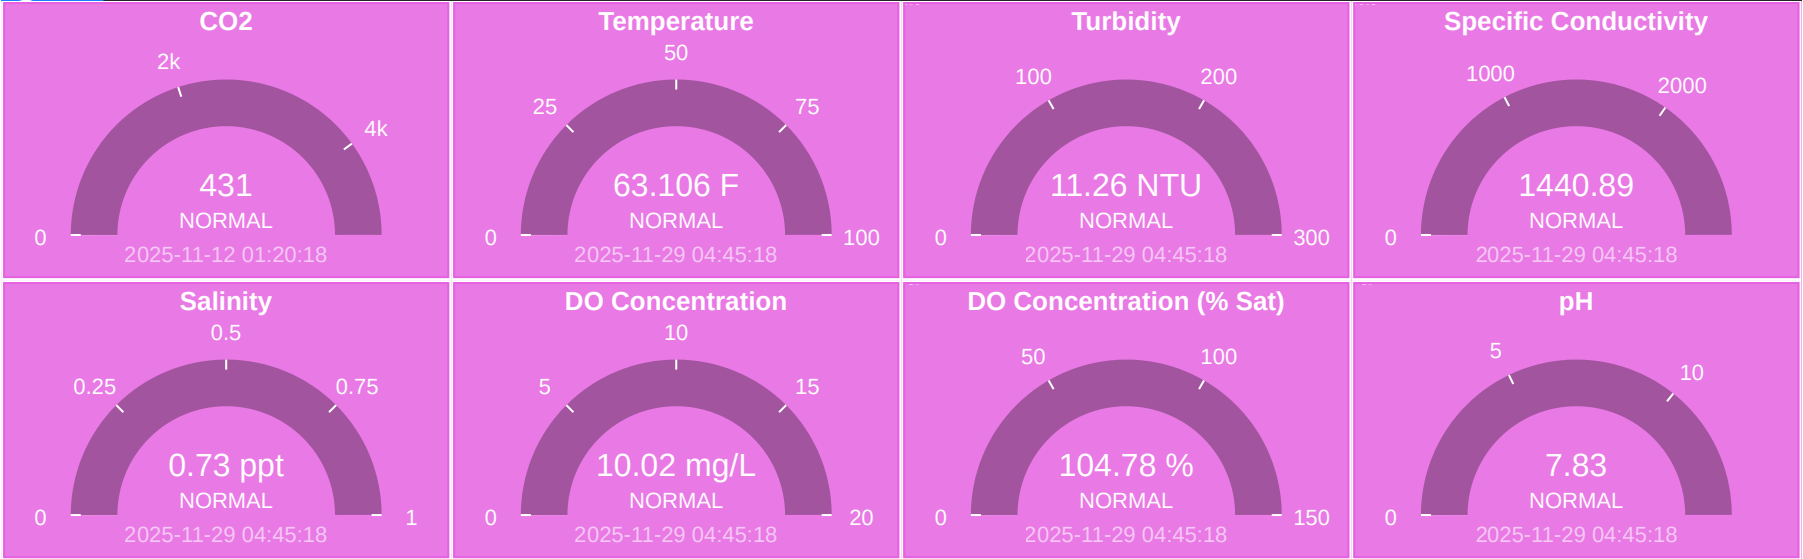 CO2
2k
4k
0
431
NORMAL
2025-11-12 01:20:18
Temperature
50
25
75
0
100
63.106 F
NORMAL
2025-11-29 04:45:18
Turbidity
100
200
0
300
11.26 NTU
NORMAL
2025-11-29 04:45:18
Specific Conductivity
1000
2000
0
1440.89
NORMAL
2025-11-29 04:45:18
Salinity
0.5
0.25
0.75
0
1
0.73 ppt
NORMAL
2025-11-29 04:45:18
DO Concentration
10
5
15
0
20
10.02 mg/L
NORMAL
2025-11-29 04:45:18
DO Concentration (% Sat)
50
100
0
150
104.78 %
NORMAL
2025-11-29 04:45:18
pH
5
10
0
7.83
NORMAL
2025-11-29 04:45:18